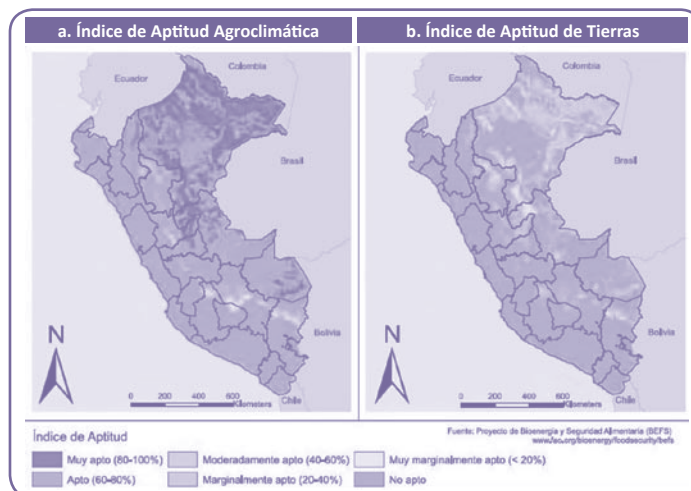 a. Índice de Aptitud Agroclimática
b. Índice de Aptitud de Tierras
Ecuador
Colombia
Brasil
Bolivia
Chile
N
0 200 400 600
Kilometers
Ecuador
Colombia
Brasil
Bolivia
Chile
N
0 200 400 600
Kilometers
Índice de Aptitud
Fuente: Proyecto de Bioenergía y Seguridad Alimentaria (BEFS)
www.fao.org/bioenergy/foodsecurity/befs
Muy apto (80-100%)
Moderadamente apto (40-60%)
Muy marginalmente apto (< 20%)
Apto (60-80%)
Marginalmente apto (20-40%)
No apto